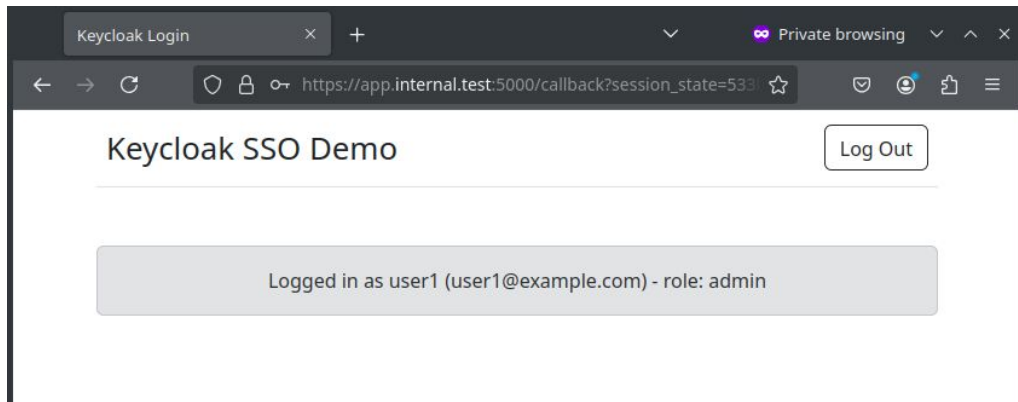 Keycloak Login
Private browsing
https://app.internal.test:5000/callback?session_state=533
Keycloak SSO Demo
Log Out
Logged in as user1 (user1@example.com) - role: admin